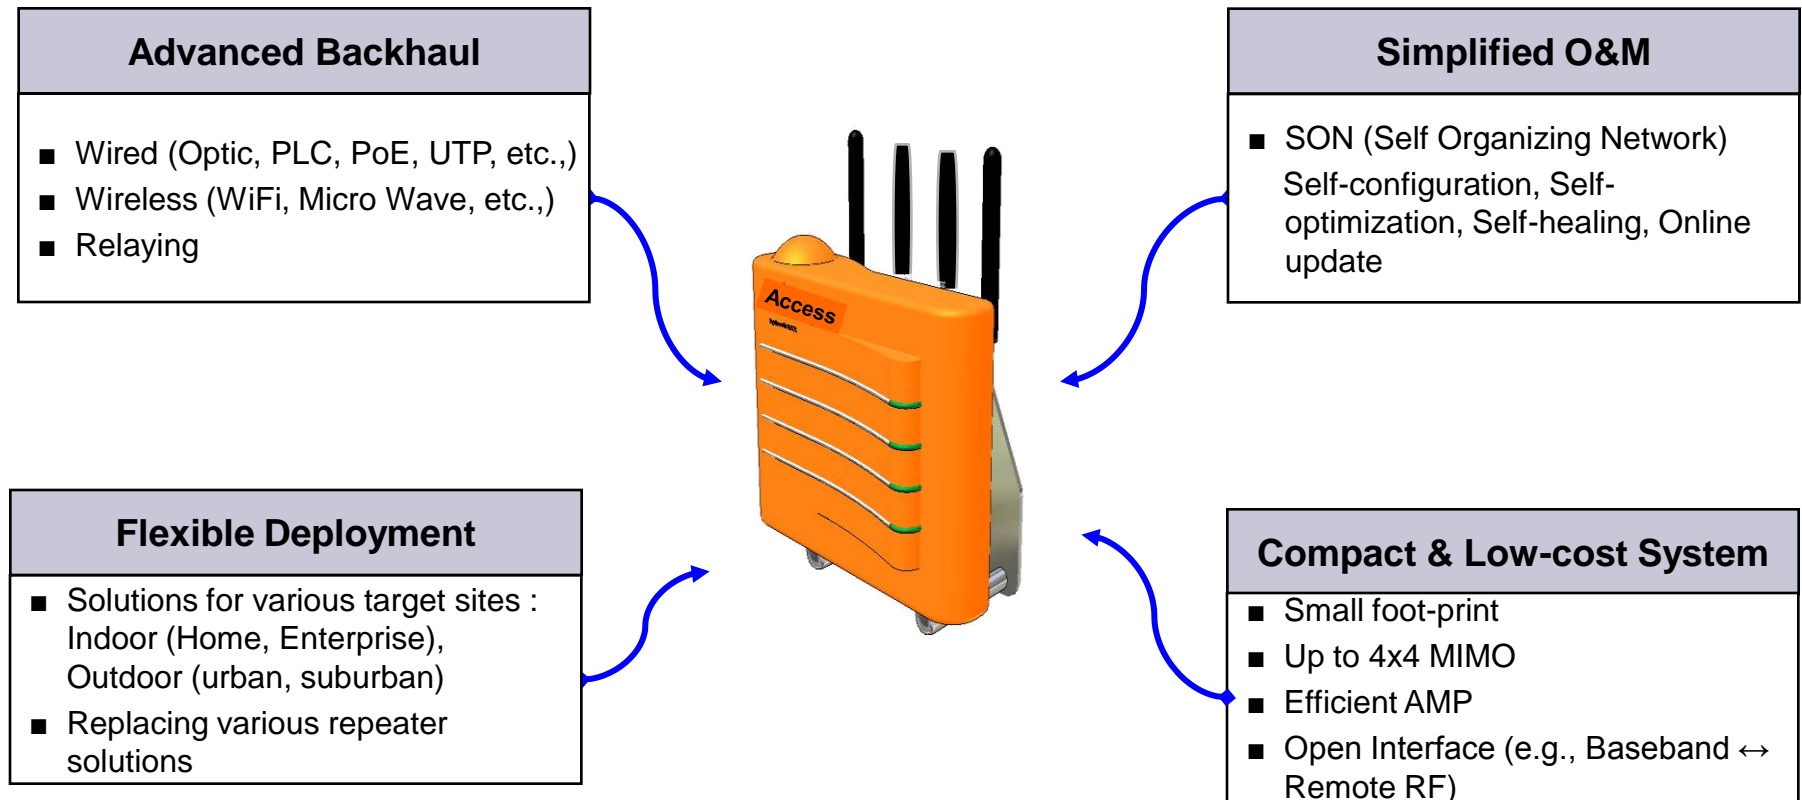 Advanced Backhaul
■ Wired (Optic, PLC, PoE, UTP, etc.,)
■ Wireless (WiFi, Micro Wave, etc.,)
■ Relaying
Simplified O&M
■ SON (Self Organizing Network)
Self-configuration, Self-
optimization, Self-healing, Online
update
Access
Flexible Deployment
■ Solutions for various target sites :
Indoor (Home, Enterprise),
Outdoor (urban, suburban)
■ Replacing various repeater
solutions
Compact & Low-cost System
■ Small foot-print
■ Up to 4x4 MIMO
■ Efficient AMP
■ Open Interface (e.g., Baseband ↔
Remote RF)